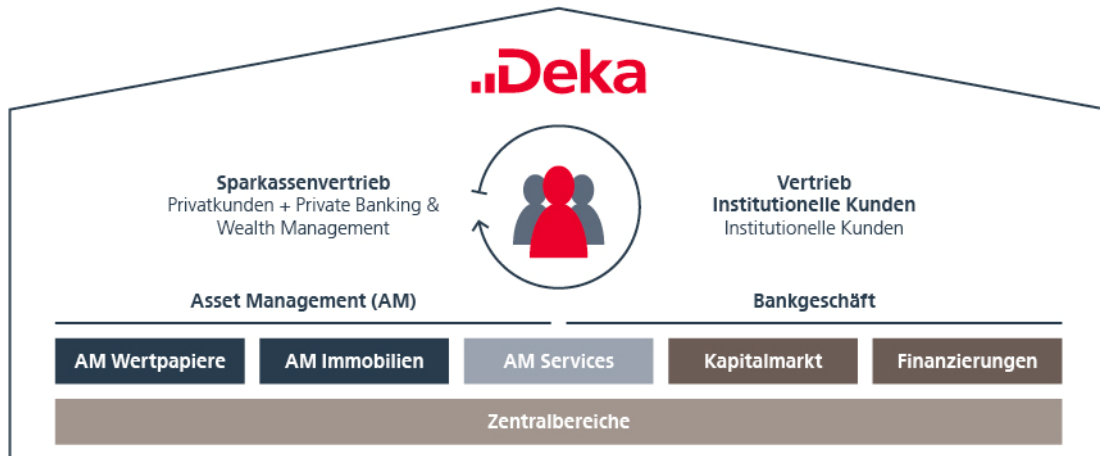 Deka
Sparkassenvertrieb
Privatkunden + Private Banking &
Wealth Management
Vertrieb
Institutionelle Kunden
Institutionelle Kunden
Asset Management (AM)
Bankgeschäft
AM Wertpapiere
AM Immobilien
AM Services
Kapitalmarkt
Finanzierungen
Zentralbereiche